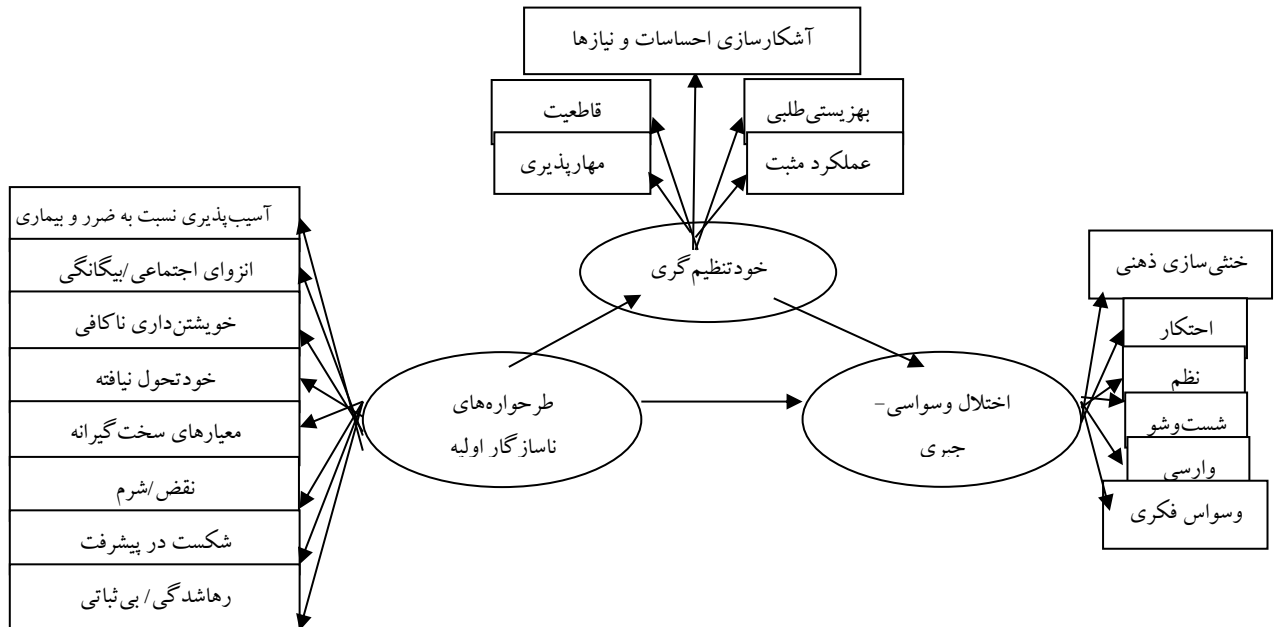 آشکارسازی احساسات و نیازها
بهزیستی‌طلبی
قاطعیت
عملکرد مثبت
مهارپذیری
خودتنظیم‌گری
آسیب‌پذیری نسبت به ضرر و بیماری
انزوای اجتماعی/بیگانگی
خویشتن‌داری ناکافی
خودتحول نیافته
معیارهای سخت‌گیرانه
نقض/شرم
شکست در پیشرفت
رهاشدگی/ بی‌ثباتی
طرحواره‌های
ناسازگار اولیه
اختلال وسواسی-
جبری
خنثی‌سازی ذهنی
احتکار
نظم
شست‌وشو
وارسی
وسواس فکری